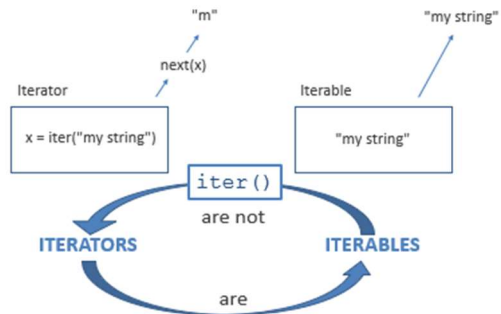 "m"
"my string"
next(x)
Iterator
Iterable
x = iter("my string")
"my string"
iter()
are not
ITERATORS
ITERABLES
are